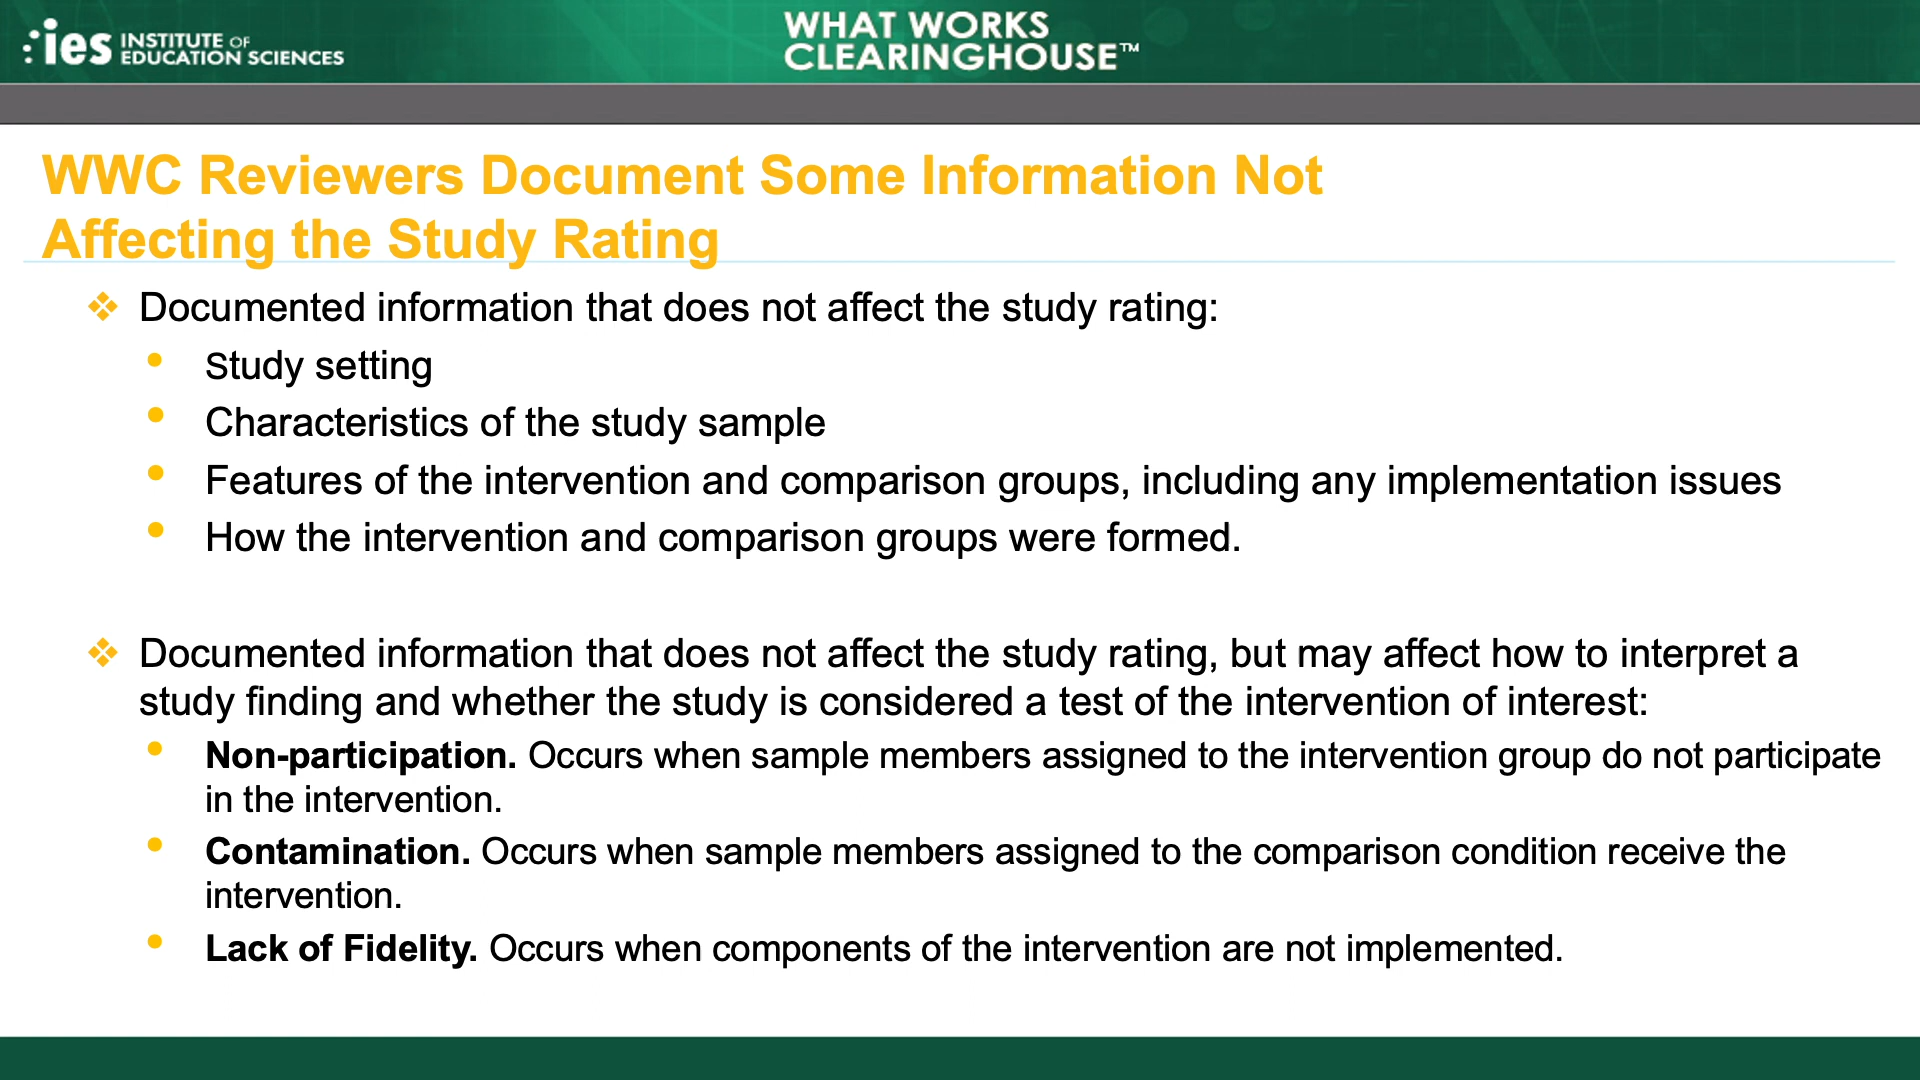 ies INSTITUTE OF
EDUCATION SCIENCES
WHAT WORKS
CLEARINGHOUSE™
WWC Reviewers Document Some Information Not
Affecting the Study Rating
❖ Documented information that does not affect the study rating:
• Study setting
• Characteristics of the study sample
• Features of the intervention and comparison groups, including any implementation issues
• How the intervention and comparison groups were formed.
❖ Documented information that does not affect the study rating, but may affect how to interpret a
study finding and whether the study is considered a test of the intervention of interest:
• Non-participation. Occurs when sample members assigned to the intervention group do not participate
in the intervention.
• Contamination. Occurs when sample members assigned to the comparison condition receive the
intervention.
• Lack of Fidelity. Occurs when components of the intervention are not implemented.